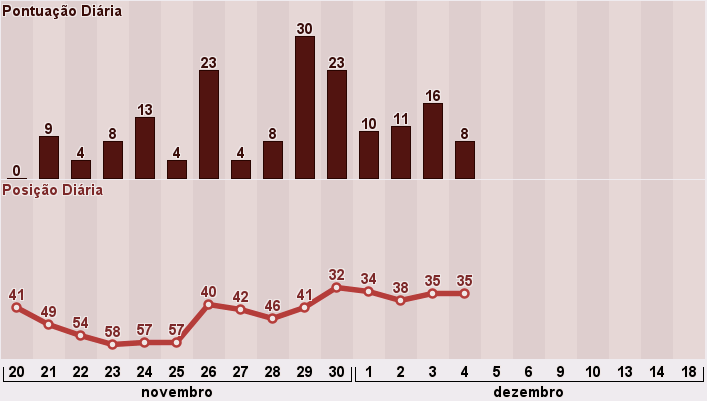 Pontuação Diária
0 9 4 8 13 4 23 4 8 30 23 10 11 16 8
Posição Diária
41 49 54 58 57 57 40 42 46 41 32 34 38 35 35
20 21 22 23 24 25 26 27 28 29 30 1 2 3 4 5 6 9 10 13 14 18
novembro dezembro